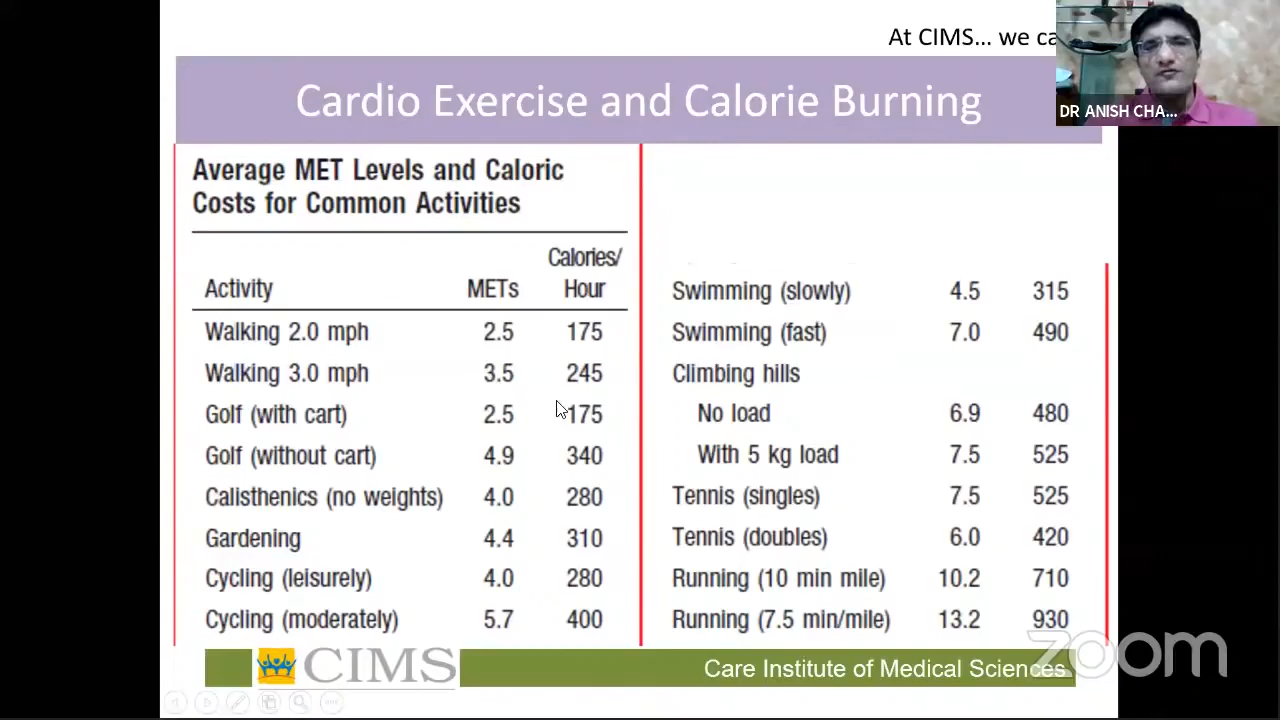 At CIMS... we ca
DR ANISH CHA...
Cardio Exercise and Calorie Burning
Average MET Levels and Caloric
Costs for Common Activities
Calories/
Activity METs Hour
Walking 2.0 mph 2.5 175
Walking 3.0 mph 3.5 245
Golf (with cart) 2.5 175
Golf (without cart) 4.9 340
Calisthenics (no weights) 4.0 280
Gardening 4.4 310
Cycling (leisurely) 4.0 280
Cycling (moderately) 5.7 400
Swimming (slowly) 4.5 315
Swimming (fast) 7.0 490
Climbing hills
No load 6.9 480
With 5 kg load 7.5 525
Tennis (singles) 7.5 525
Tennis (doubles) 6.0 420
Running (10 min mile) 10.2 710
Running (7.5 min/mile) 13.2 930
CIMS
Care Institute of Medical Sciences
zoom